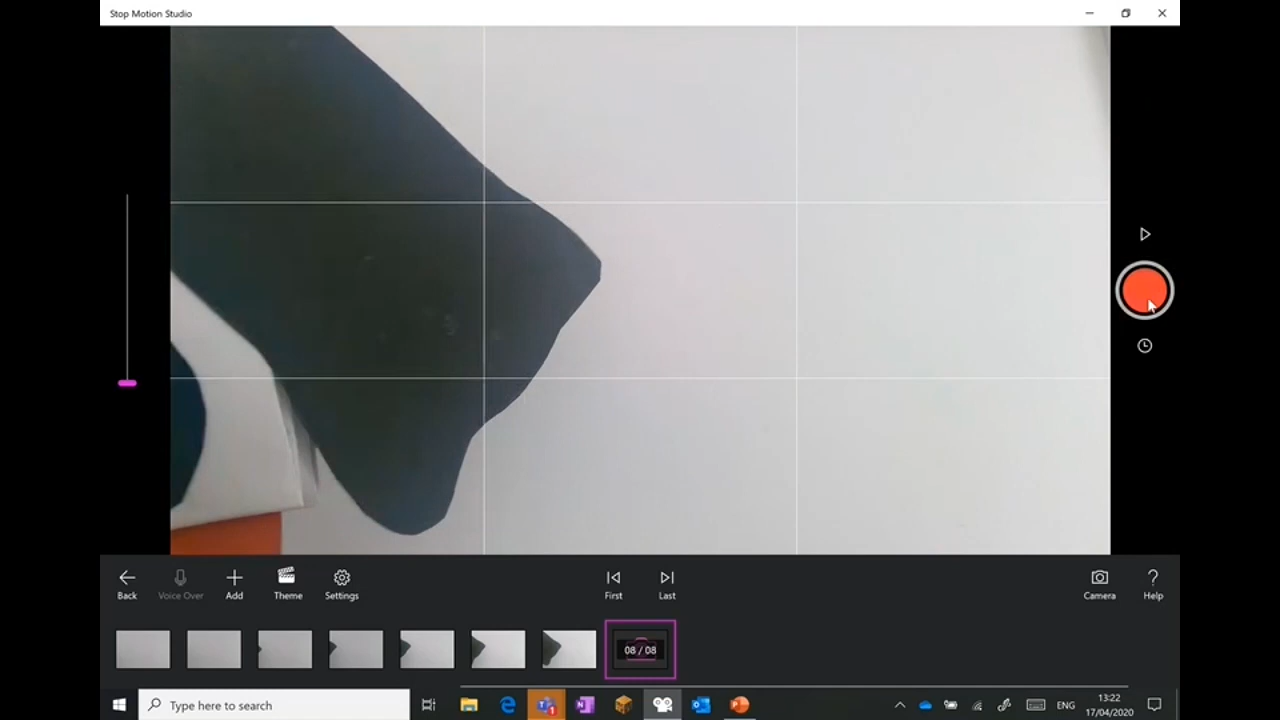 Stop Motion Studio
Back
Voice Over
Add
Theme
Settings
First
Last
Camera
Help
08 / 08
Type here to search
1
N
ENG
13:22
17/04/2020